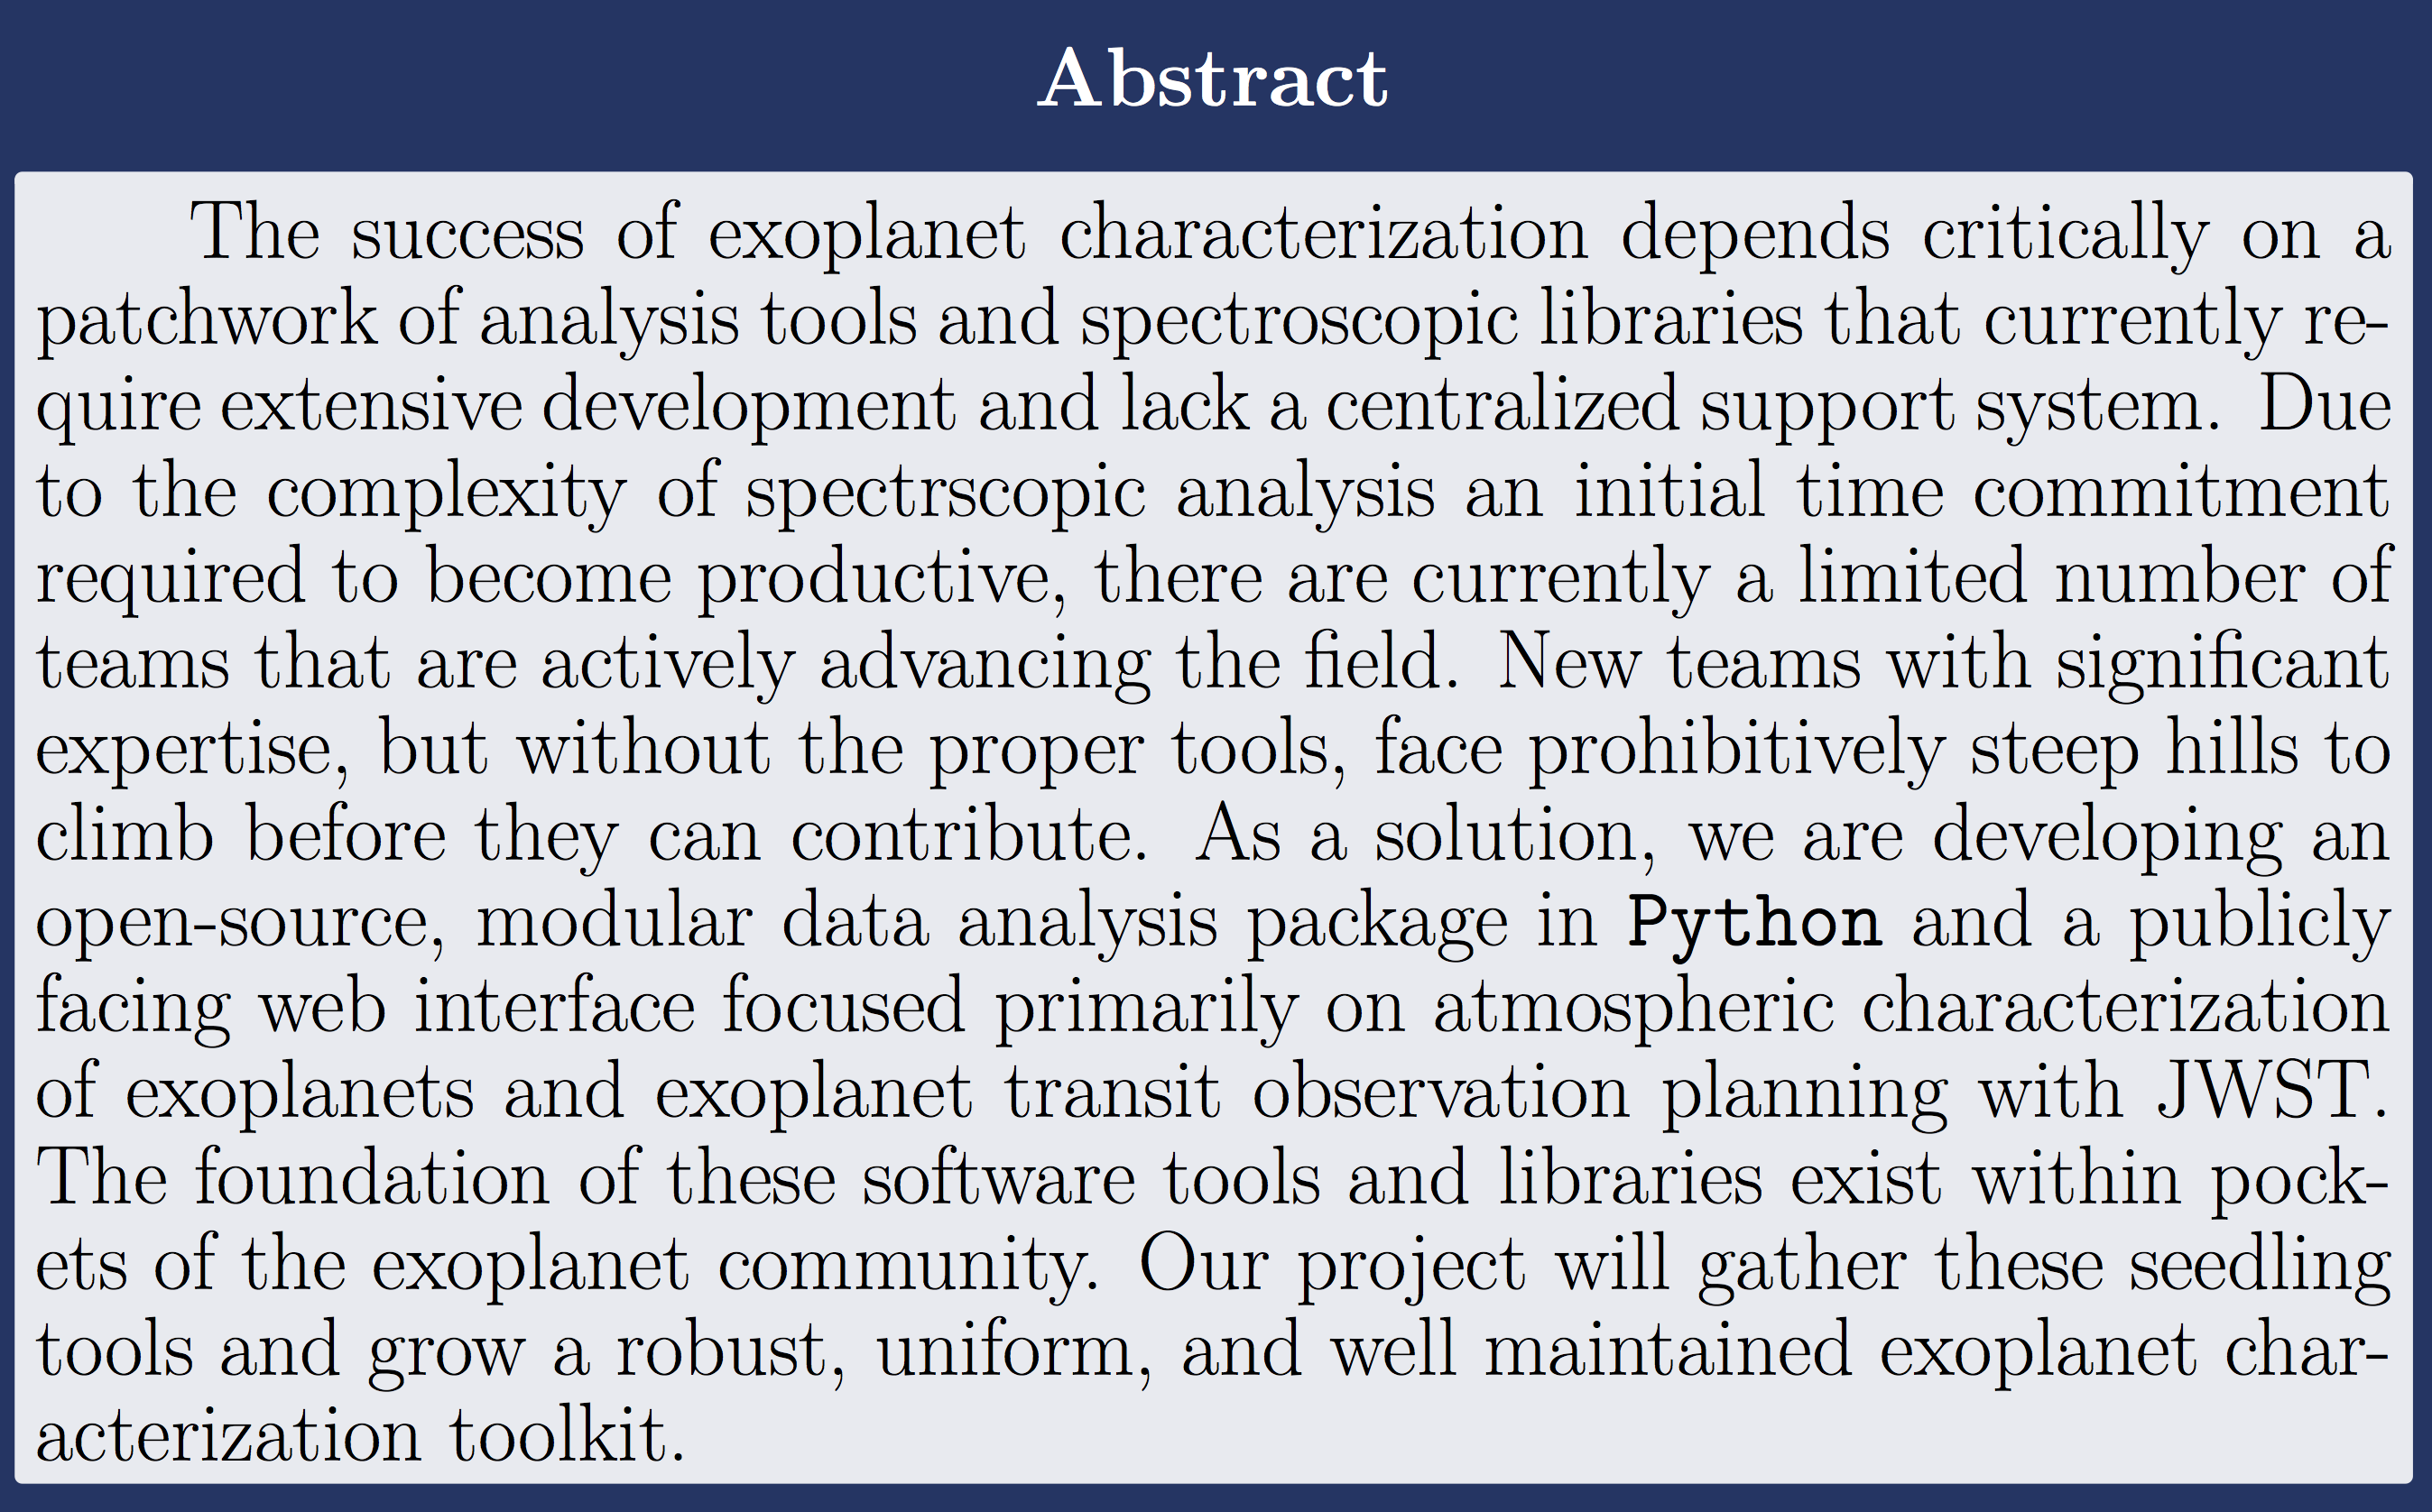 Abstract
The success of exoplanet characterization depends critically on a
patchwork of analysis tools and spectroscopic libraries that currently re-
quire extensive development and lack a centralized support system. Due
to the complexity of spectrscopic analysis an initial time commitment
required to become productive, there are currently a limited number of
teams that are actively advancing the field. New teams with significant
expertise, but without the proper tools, face prohibitively steep hills to
climb before they can contribute. As a solution, we are developing an
open-source, modular data analysis package in Python and a publicly
facing web interface focused primarily on atmospheric characterization
of exoplanets and exoplanet transit observation planning with JWST.
The foundation of these software tools and libraries exist within pock-
ets of the exoplanet community. Our project will gather these seedling
tools and grow a robust, uniform, and well maintained exoplanet char-
acterization toolkit.